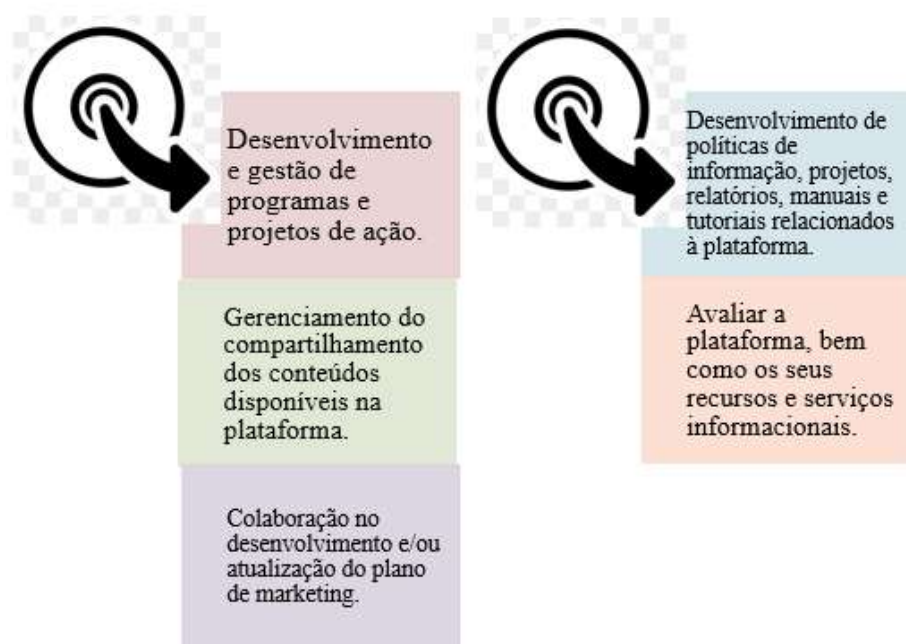 Desenvolvimento
e gestão de
programas e
projetos de ação.
Gerenciamento do
compartilhamento
dos conteúdos
disponíveis na
plataforma.
Colaboração no
desenvolvimento e/ou
atualização do plano
de marketing.
Desenvolvimento de
políticas de
informação, projetos,
relatórios, manuais e
tutoriais relacionados
à plataforma.
Avaliar a
plataforma, bem
como os seus
recursos e serviços
informacionais.